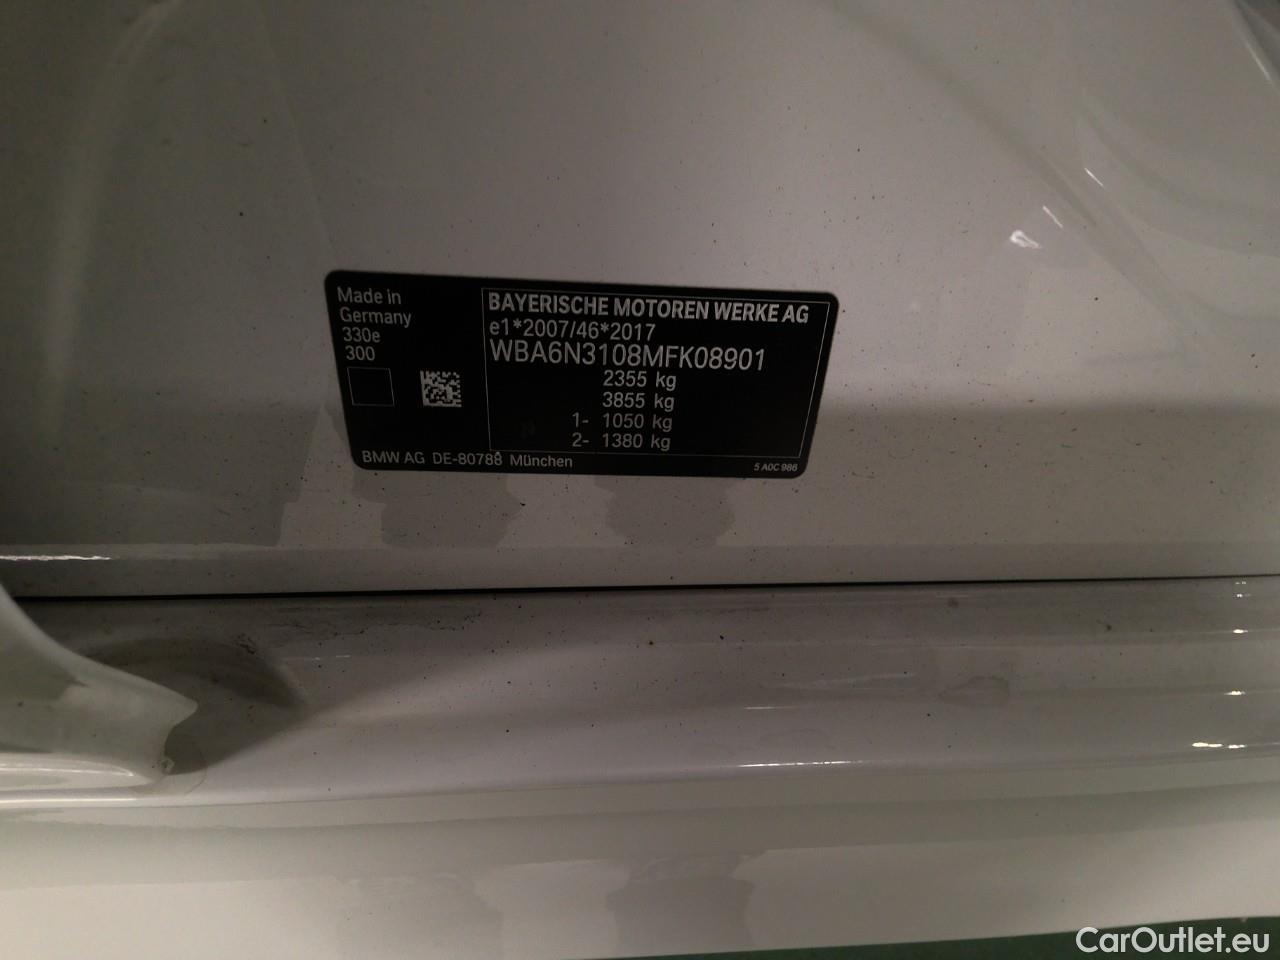 Made in
Germany
330e
300
BAYERISCHE MOTOREN WERKE AG
e1*2007/46*2017
WBA6N3108MFK08901
2355 kg
3855 kg
1- 1050 kg
2- 1380 kg
BMW AG DE-80788 München
5 A0C 986
CarOutlet.eu